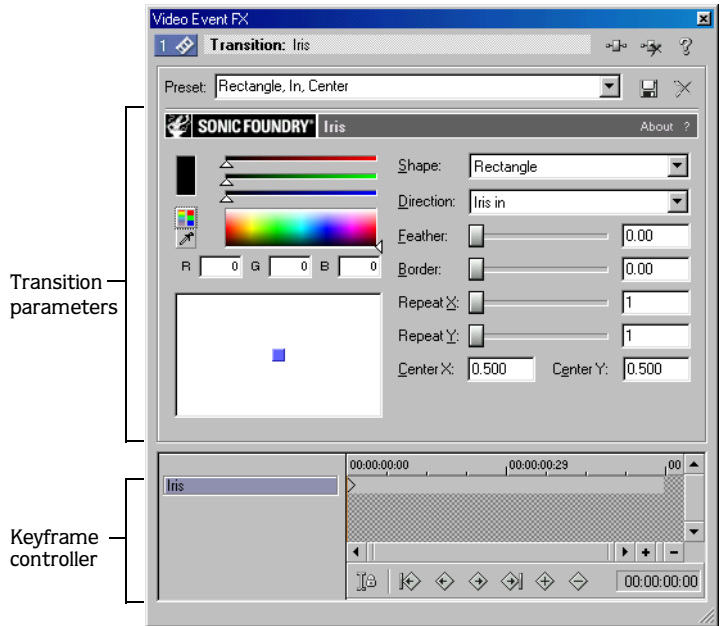 Video Event FX
1 Transition: Iris
Preset: Rectangle, In, Center
SONIC FOUNDRY Iris About ?
Shape: Rectangle
Direction: Iris in
Feather: 0.00
R 0 G 0 B 0
Border: 0.00
Repeat X: 1
Repeat Y: 1
Center X: 0.500 Center Y: 0.500
Transition
parameters
00:00:00:00 00:00:00:29 00
Iris
Keyframe
controller
00:00:00:00